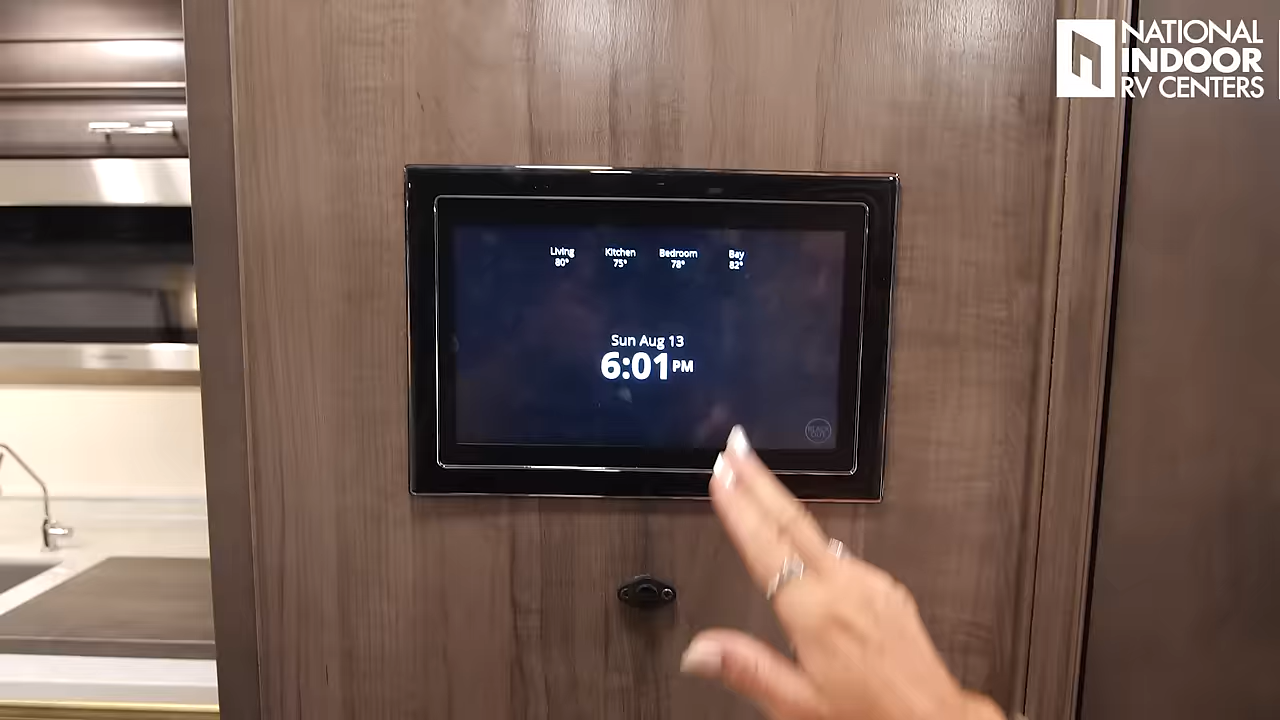 NATIONAL
INDOOR
RV CENTERS
Living Kitchen Bedroom Bay
80° 75° 78° 82°
Sun Aug 13
6:01 PM